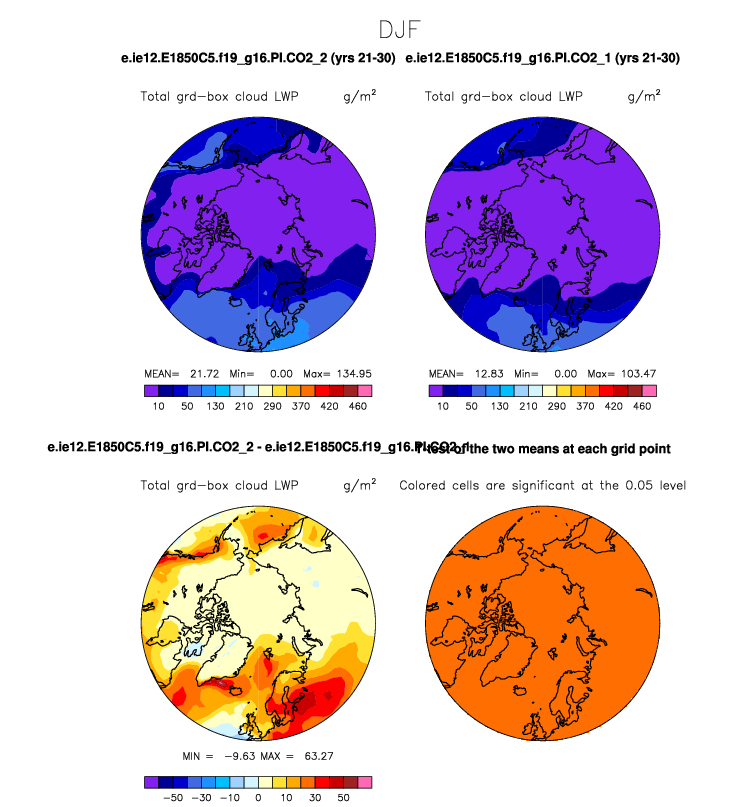 DJF
e.ie12.E1850C5.f19_g16.PI.CO2_2 (yrs 21-30) e.ie12.E1850C5.f19_g16.PI.CO2_1 (yrs 21-30)
Total grd-box cloud LWP g/m²
Total grd-box cloud LWP g/m²
MEAN= 21.72 Min= 0.00 Max= 134.95
10 50 130 210 290 370 420 460
MEAN= 12.83 Min= 0.00 Max= 103.47
10 50 130 210 290 370 420 460
e.ie12.E1850C5.f19_g16.PI.CO2_2 - e.ie12.E1850C5.f19_g16.PI.CO2_1
T-test of the two means at each grid point
Total grd-box cloud LWP g/m²
Colored cells are significant at the 0.05 level
MIN = -9.63 MAX = 63.27
-50 -30 -10 0 10 30 50